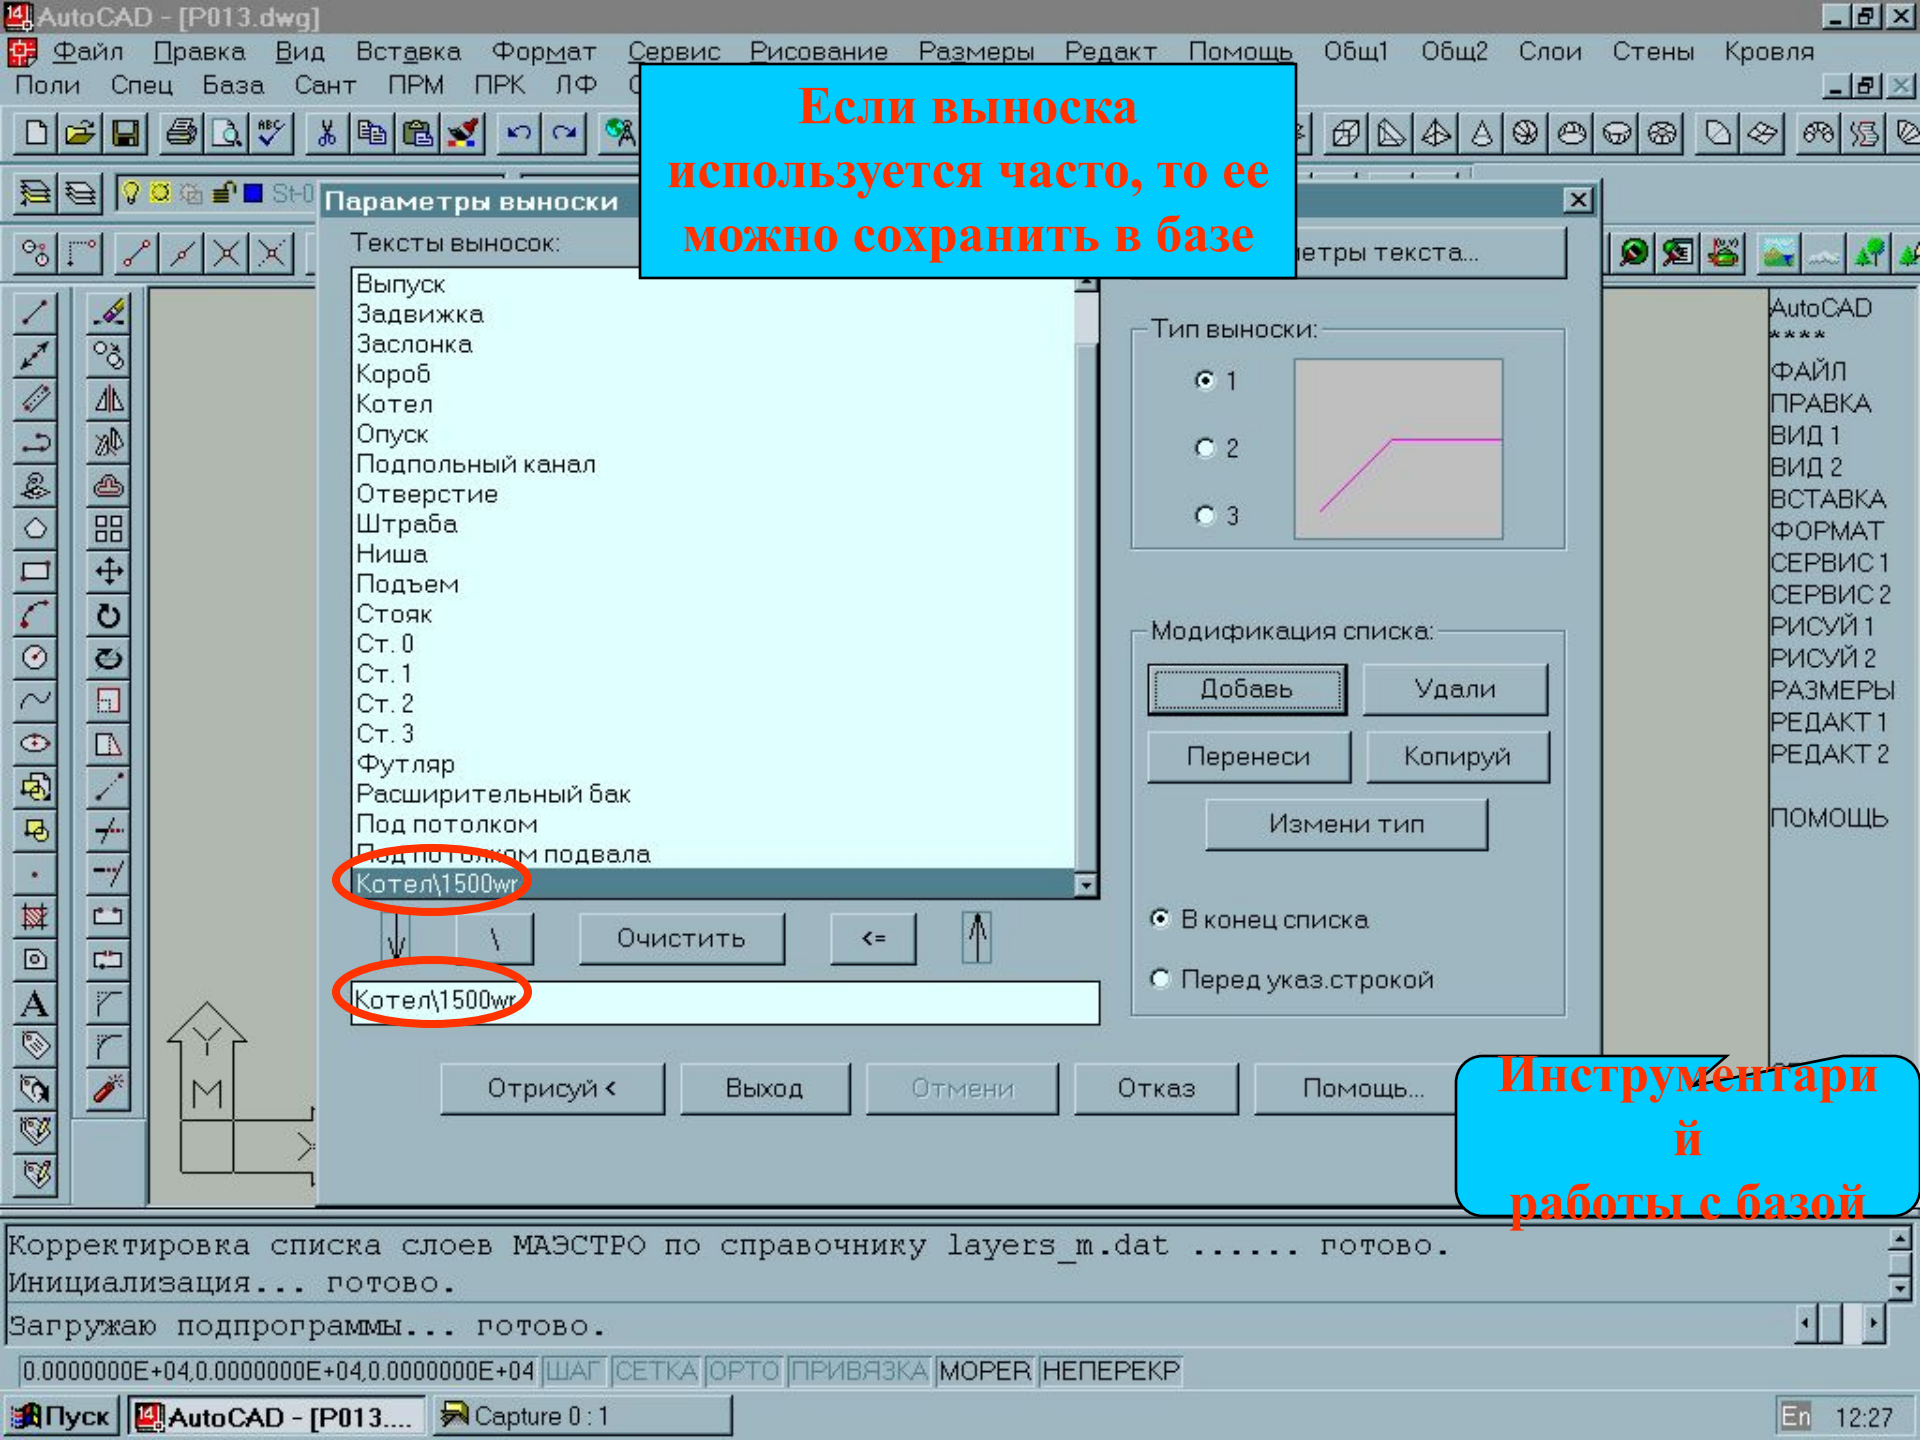 AutoCAD - [P013.dwg]
Файл Правка Вид Вставка Формат Сервис Рисование Размеры Редакт Помощь Общ1 Общ2 Слои Стены Кровля
Поли Спец База Сант ПРМ ПРК ЛФ
Если выноска
используется часто, то ее
можно сохранить в базе
St-0
Параметры выноски
Тексты выносок:
етры текста...
Выпуск
Задвижка
Заслонка
Короб
Котел
Опуск
Подпольный канал
Отверстие
Штраба
Ниша
Подъем
Стояк
Ст. 0
Ст. 1
Ст. 2
Ст. 3
Футляр
Расширительный бак
Под потолком
Под потолком подвала
Котел\1500wr
\
Очистить
<=
Котел\1500wr
Тип выноски:
1
2
3
Модификация списка:
Добавь
Удали
Перенеси
Копируй
Измени тип
В конец списка
Перед указ.строкой
Отрисуй <
Выход
Отмени
Отказ
Помощь...
AutoCAD
* * * *
ФАЙЛ
ПРАВКА
ВИД 1
ВИД 2
ВСТАВКА
ФОРМАТ
СЕРВИС 1
СЕРВИС 2
РИСУЙ 1
РИСУЙ 2
РАЗМЕРЫ
РЕДАКТ 1
РЕДАКТ 2
ПОМОЩЬ
Инструментари
й
работы с базой
Y
M
X
Корректировка списка слоев МАЭСТРО по справочнику layers_m.dat ...... готово.
Инициализация... готово.
Загружаю подпрограммы... готово.
0.0000000E+04,0.0000000E+04,0.0000000E+04 ШАГ СЕТКА ОРТО ПРИВЯЗКА МОРЕR НЕПЕРЕКР
Пуск AutoCAD - [P013.... Capture 0 : 1 En 12:27